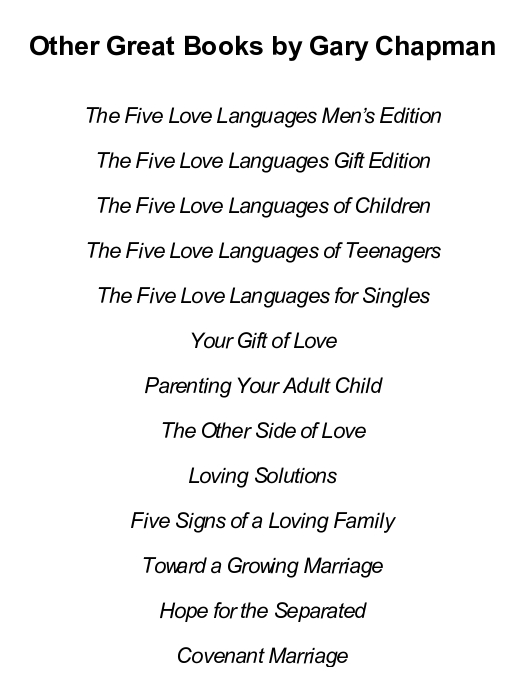 Other Great Books by Gary Chapman
The Five Love Languages Men's Edition
The Five Love Languages Gift Edition
The Five Love Languages of Children
The Five Love Languages of Teenagers
The Five Love Languages for Singles
Your Gift of Love
Parenting Your Adult Child
The Other Side of Love
Loving Solutions
Five Signs of a Loving Family
Toward a Growing Marriage
Hope for the Separated
Covenant Marriage